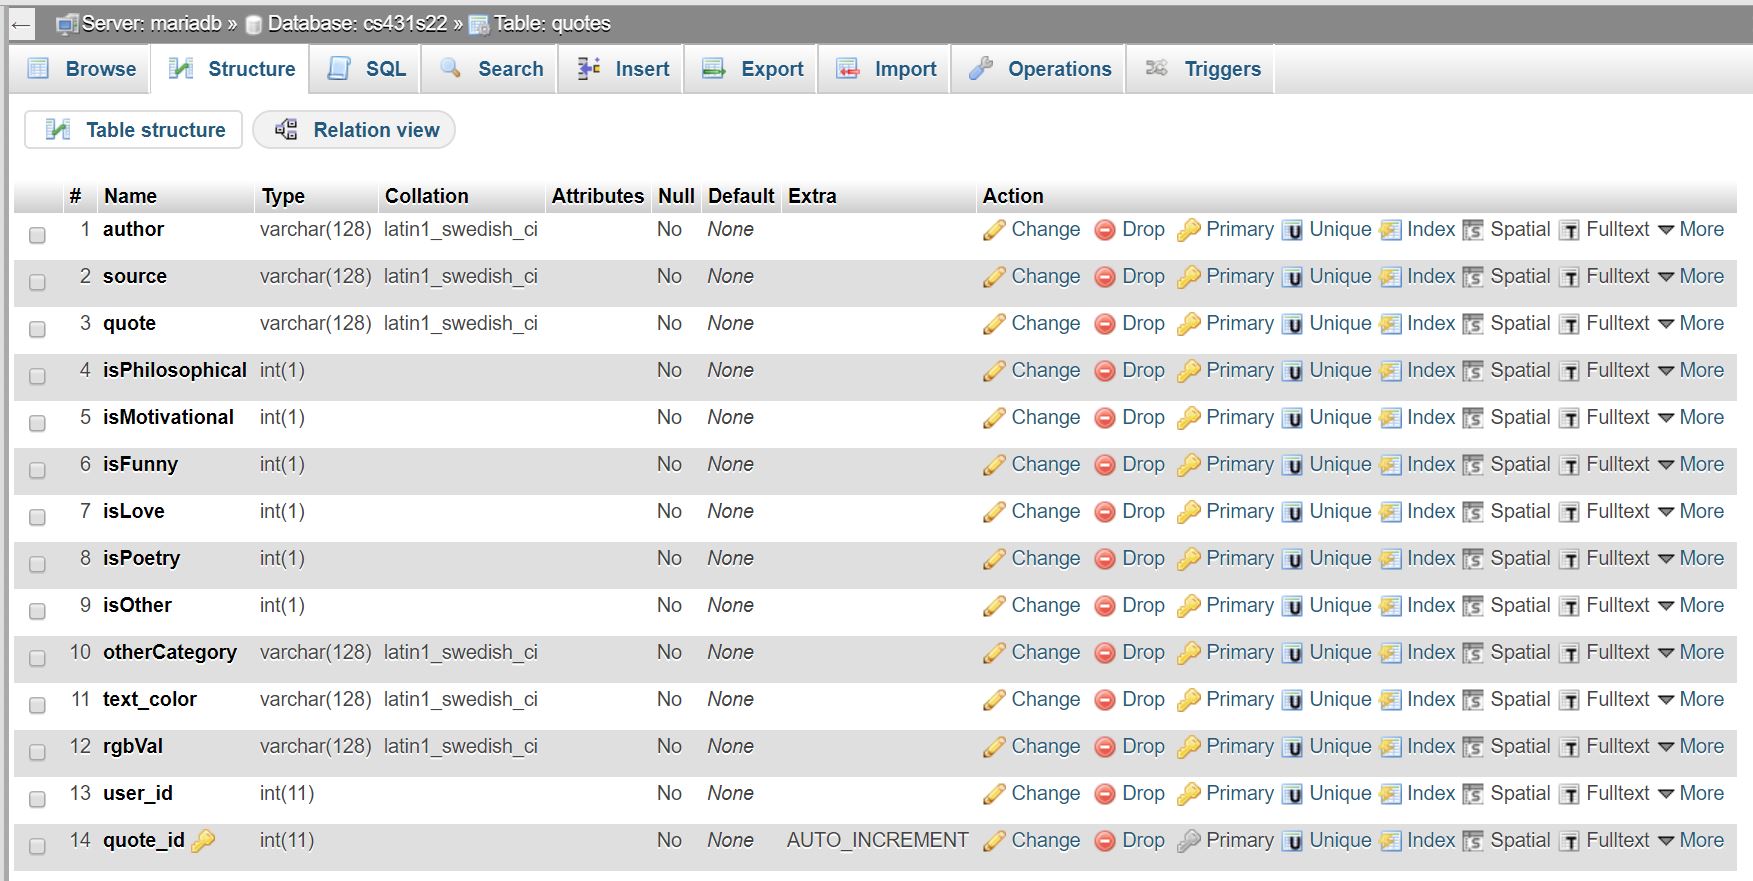 ← Server: mariadb » Database: cs431s22 » Table: quotes
Browse Structure SQL Search Insert Export Import Operations Triggers
Table structure Relation view
# Name Type Collation Attributes Null Default Extra Action
1 author varchar(128) latin1_swedish_ci No None Change Drop Primary Unique Index Spatial Fulltext More
2 source varchar(128) latin1_swedish_ci No None Change Drop Primary Unique Index Spatial Fulltext More
3 quote varchar(128) latin1_swedish_ci No None Change Drop Primary Unique Index Spatial Fulltext More
4 isPhilosophical int(1) No None Change Drop Primary Unique Index Spatial Fulltext More
5 isMotivational int(1) No None Change Drop Primary Unique Index Spatial Fulltext More
6 isFunny int(1) No None Change Drop Primary Unique Index Spatial Fulltext More
7 isLove int(1) No None Change Drop Primary Unique Index Spatial Fulltext More
8 isPoetry int(1) No None Change Drop Primary Unique Index Spatial Fulltext More
9 isOther int(1) No None Change Drop Primary Unique Index Spatial Fulltext More
10 otherCategory varchar(128) latin1_swedish_ci No None Change Drop Primary Unique Index Spatial Fulltext More
11 text_color varchar(128) latin1_swedish_ci No None Change Drop Primary Unique Index Spatial Fulltext More
12 rgbVal varchar(128) latin1_swedish_ci No None Change Drop Primary Unique Index Spatial Fulltext More
13 user_id int(11) No None Change Drop Primary Unique Index Spatial Fulltext More
14 quote_id int(11) No None AUTO_INCREMENT Change Drop Primary Unique Index Spatial Fulltext More